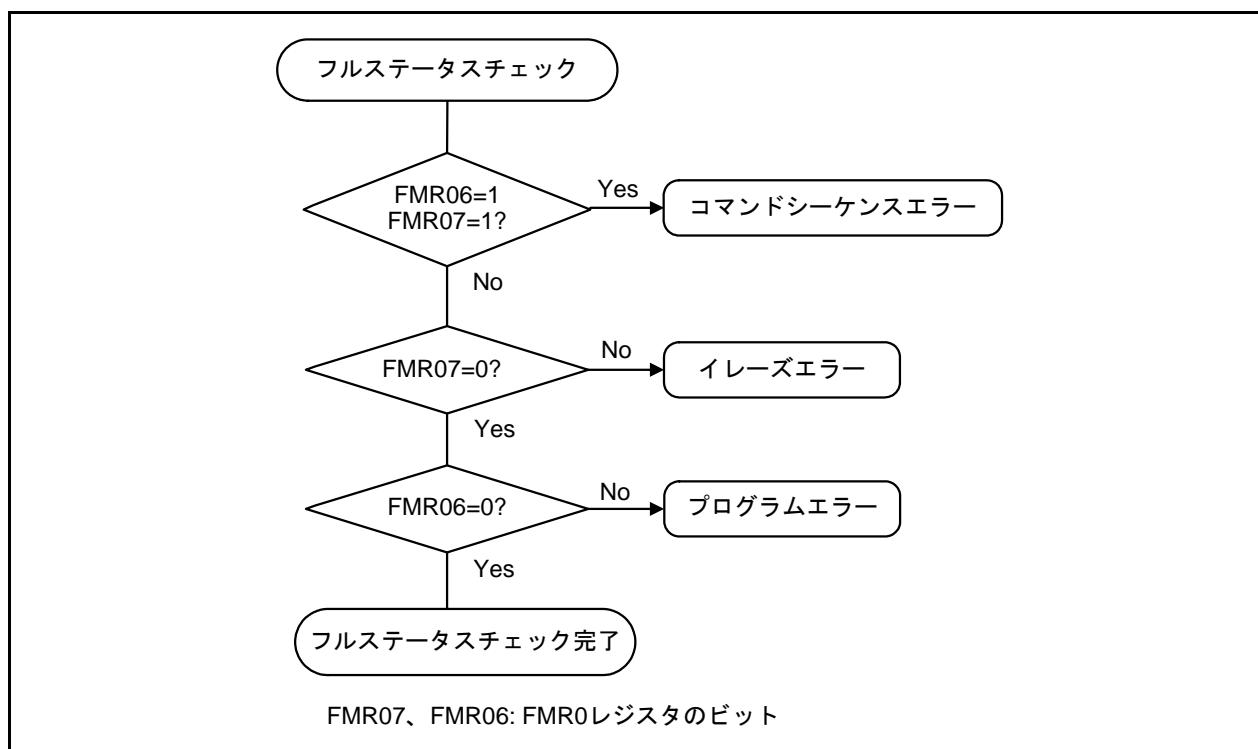 フルステータスチェック
FMR06=1
FMR07=1?
Yes
コマンドシーケンスエラー
No
FMR07=0?
No
イレーズエラー
Yes
FMR06=0?
No
プログラムエラー
Yes
フルステータスチェック完了
FMR07、FMR06: FMR0レジスタのビット